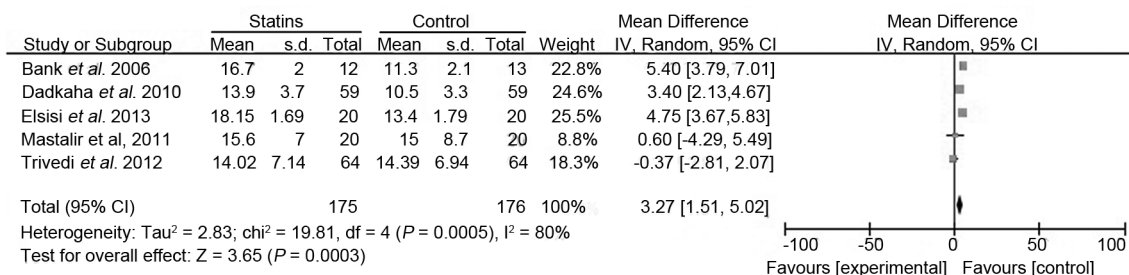 Statins Control Mean Difference Mean Difference
Study or Subgroup Mean s.d. Total Mean s.d. Total Weight IV, Random, 95% CI IV, Random, 95% CI
Bank et al. 2006 16.7 2 12 11.3 2.1 13 22.8% 5.40 [3.79, 7.01]
Dadkaha et al. 2010 13.9 3.7 59 10.5 3.3 59 24.6% 3.40 [2.13,4.67]
Elsisi et al. 2013 18.15 1.69 20 13.4 1.79 20 25.5% 4.75 [3.67,5.83]
Mastalir et al, 2011 15.6 7 20 15 8.7 20 8.8% 0.60 [-4.29, 5.49]
Trivedi et al. 2012 14.02 7.14 64 14.39 6.94 64 18.3% -0.37 [-2.81, 2.07]
Total (95% CI) 175 176 100% 3.27 [1.51, 5.02]
Heterogeneity: Tau² = 2.83; chi² = 19.81, df = 4 (P = 0.0005), I² = 80%
Test for overall effect: Z = 3.65 (P = 0.0003)
-100 -50 0 50 100
Favours [experimental] Favours [control]